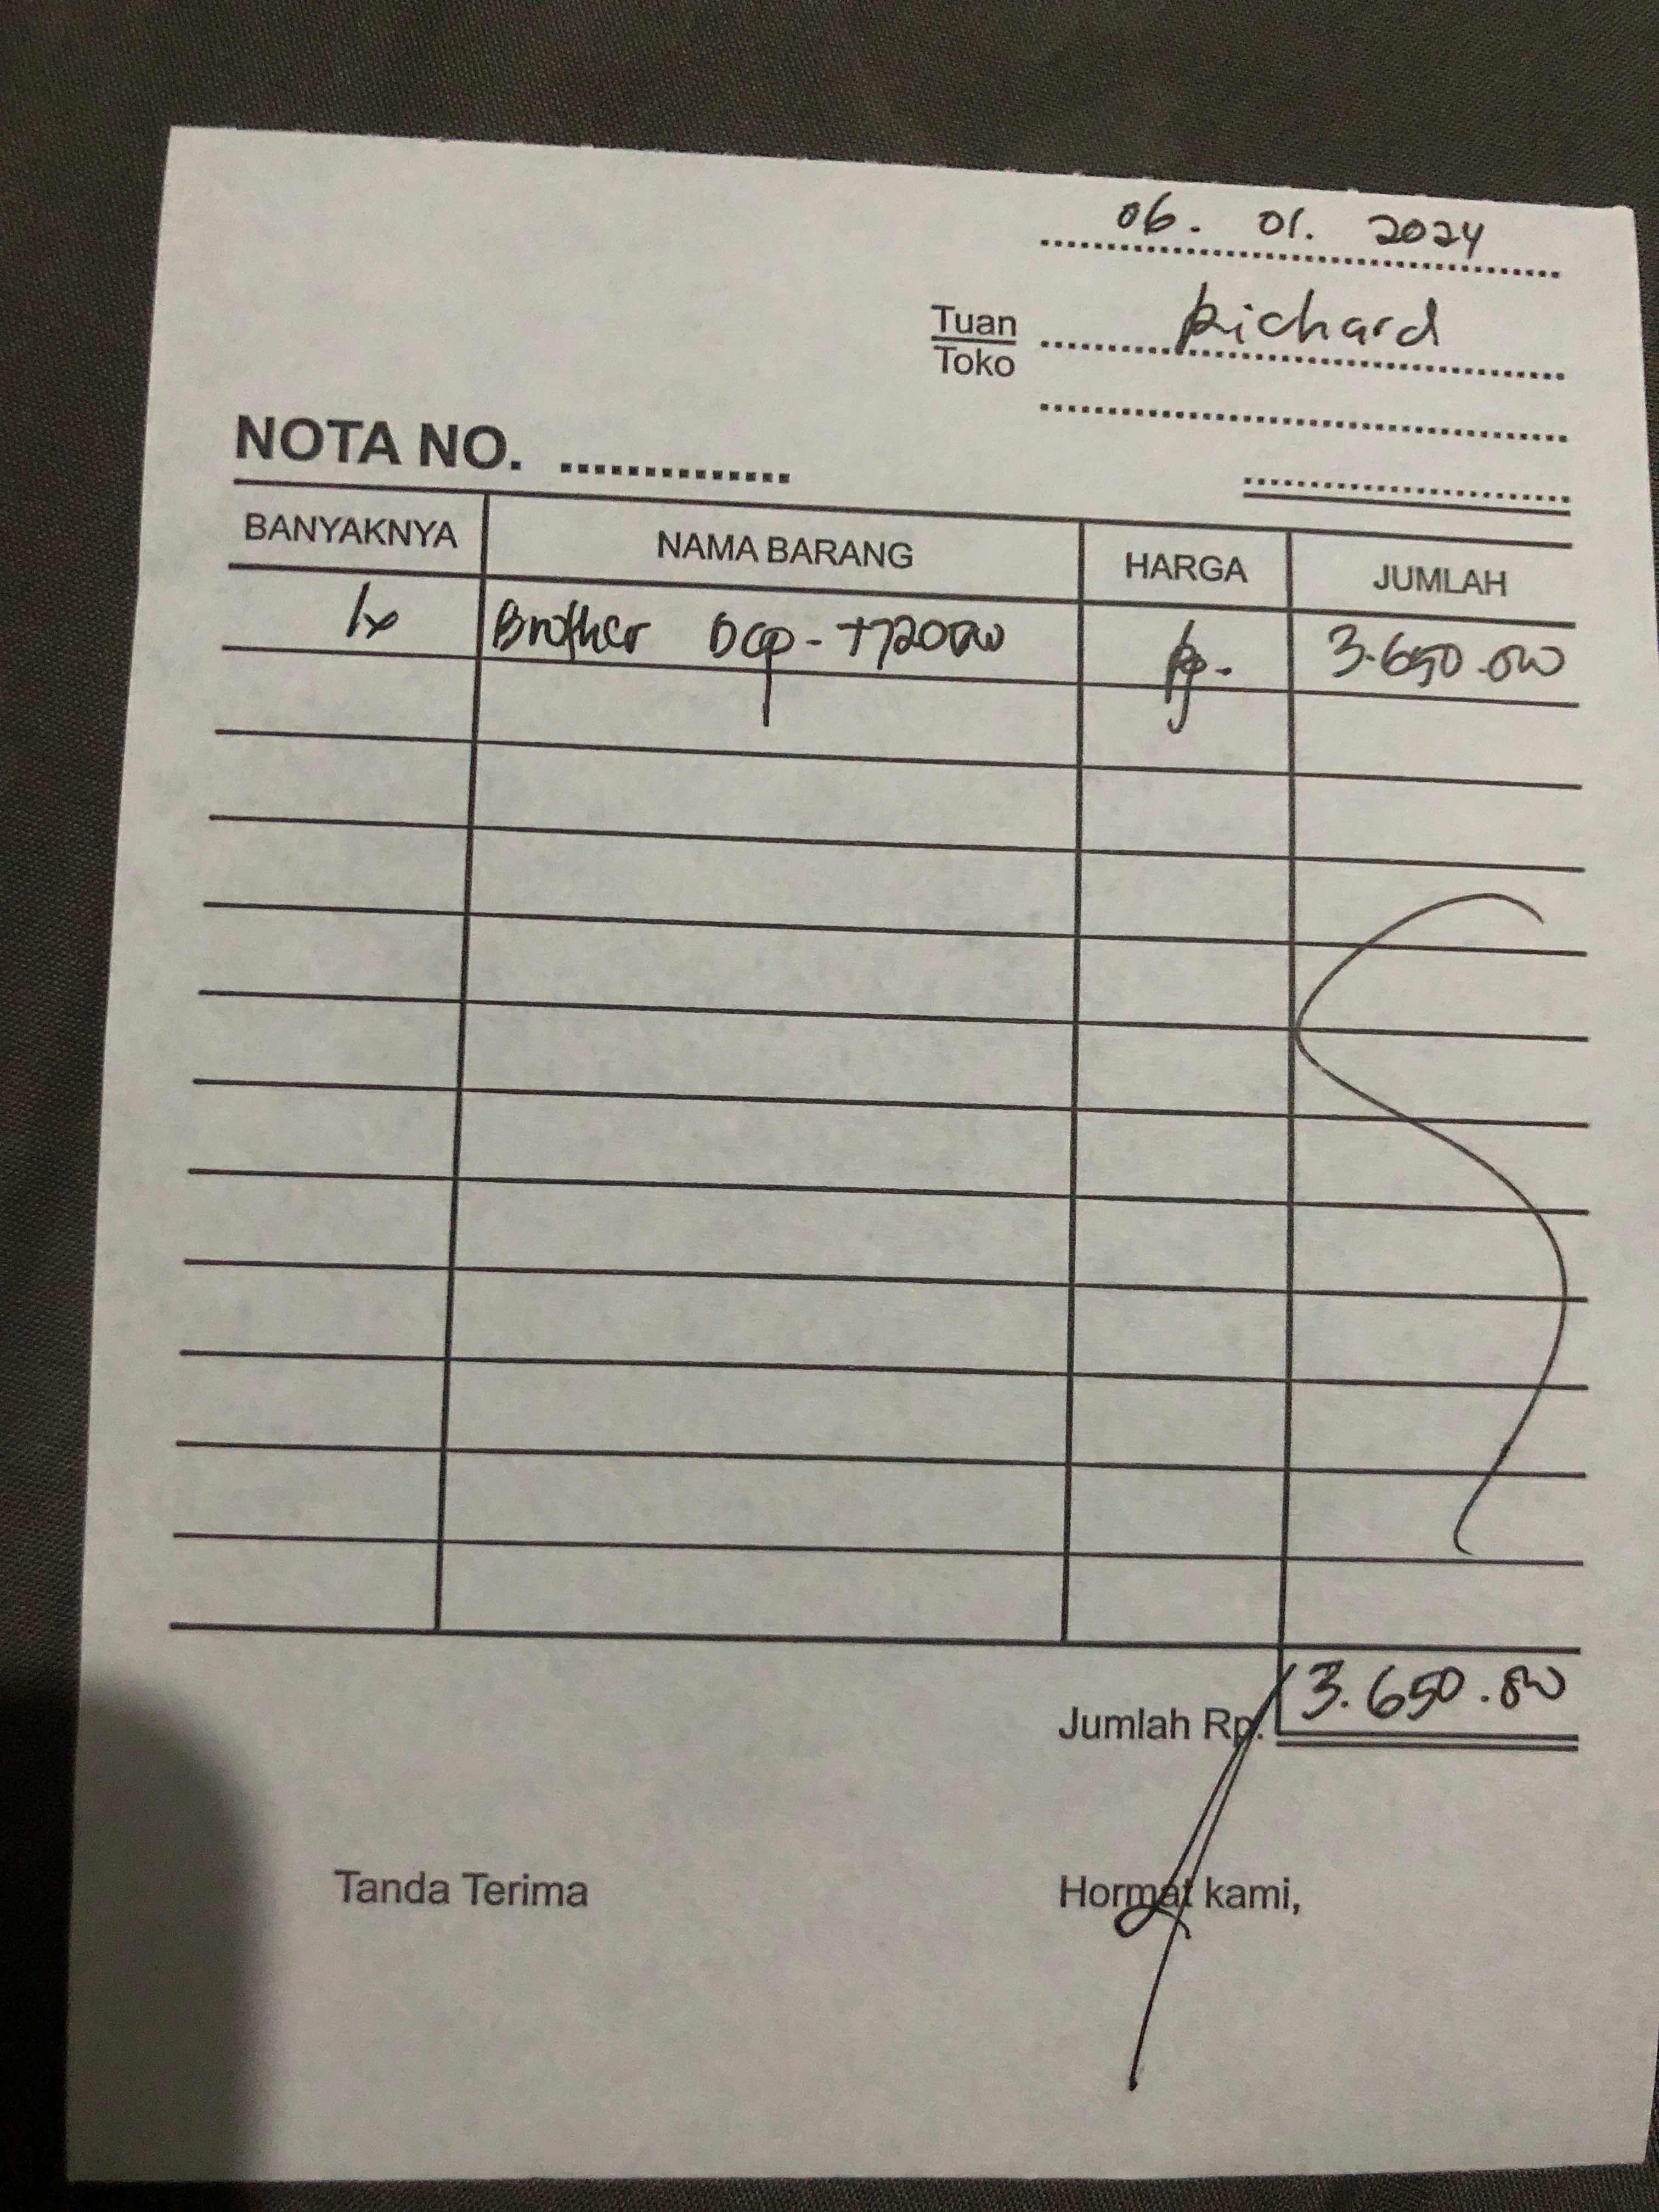 06. 01. 2024
Tuan Richard
Toko
NOTA NO. ..............
BANYAKNYA NAMA BARANG HARGA JUMLAH
1x Brother Dcp-T720DW Rp. 3.650.000
Jumlah Rp. 3.650.000
Tanda Terima Hormat kami,